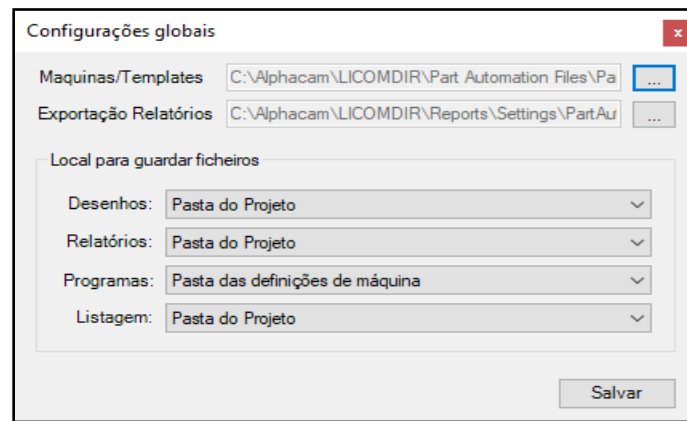 Configurações globais
x
Maquinas/Templates C:\Alphacam\LICOMDIR\Part Automation Files\Pa ...
Exportação Relatórios C:\Alphacam\LICOMDIR\Reports\Settings\PartAu ...
Local para guardar ficheiros
Desenhos: Pasta do Projeto
Relatórios: Pasta do Projeto
Programas: Pasta das definições de máquina
Listagem: Pasta do Projeto
Salvar